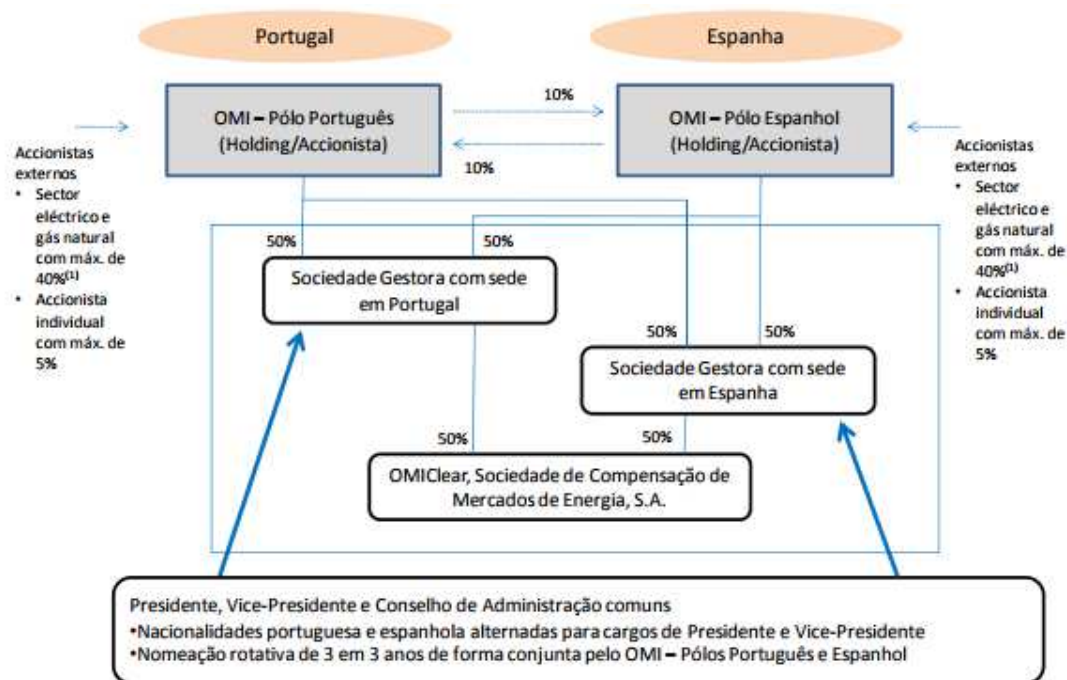 Portugal
Espanha
OMI – Pólo Português
(Holding/Accionista)
10%
10%
OMI – Pólo Espanhol
(Holding/Accionista)
Accionistas
externos
• Sector
eléctrico e
gás natural
com máx. de
40%(1)
• Accionista
individual
com máx. de
5%
Accionistas
externos
• Sector
eléctrico e
gás natural
com máx. de
40%(1)
• Accionista
individual
com máx. de
5%
50%
50%
Sociedade Gestora com sede
em Portugal
50%
50%
Sociedade Gestora com sede
em Espanha
50%
50%
OMIClear, Sociedade de Compensação de
Mercados de Energia, S.A.
Presidente, Vice-Presidente e Conselho de Administração comuns
•Nacionalidades portuguesa e espanhola alternadas para cargos de Presidente e Vice-Presidente
•Nomeação rotativa de 3 em 3 anos de forma conjunta pelo OMI – Pólos Português e Espanhol